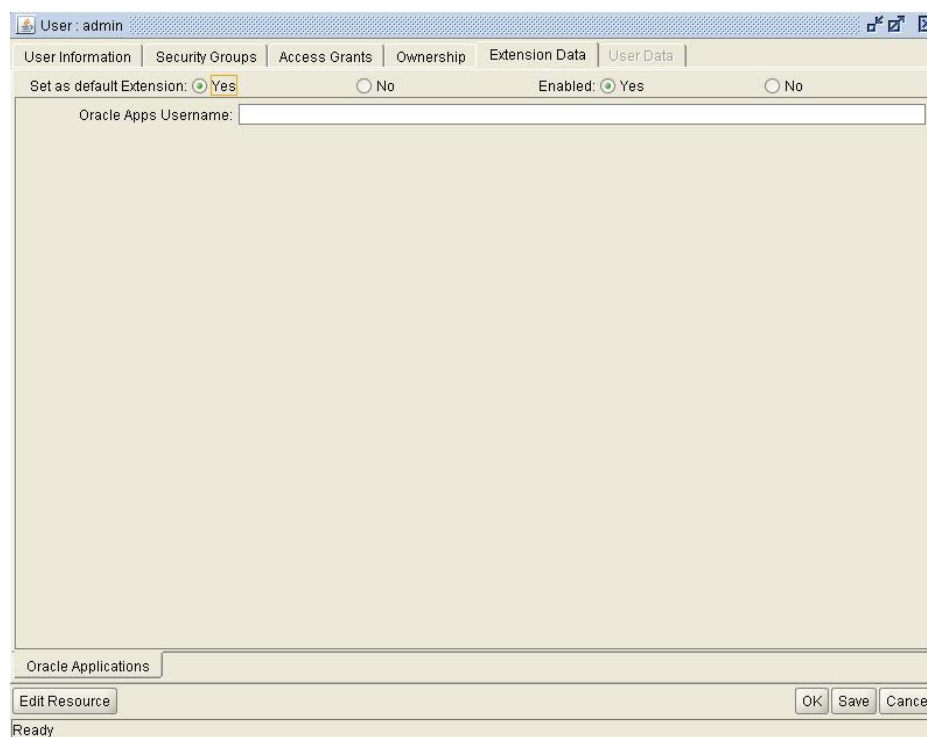 User : admin
User Information Security Groups Access Grants Ownership Extension Data User Data
Set as default Extension: Yes No Enabled: Yes No
Oracle Apps Username:
Oracle Applications
Edit Resource OK Save Cance
Ready